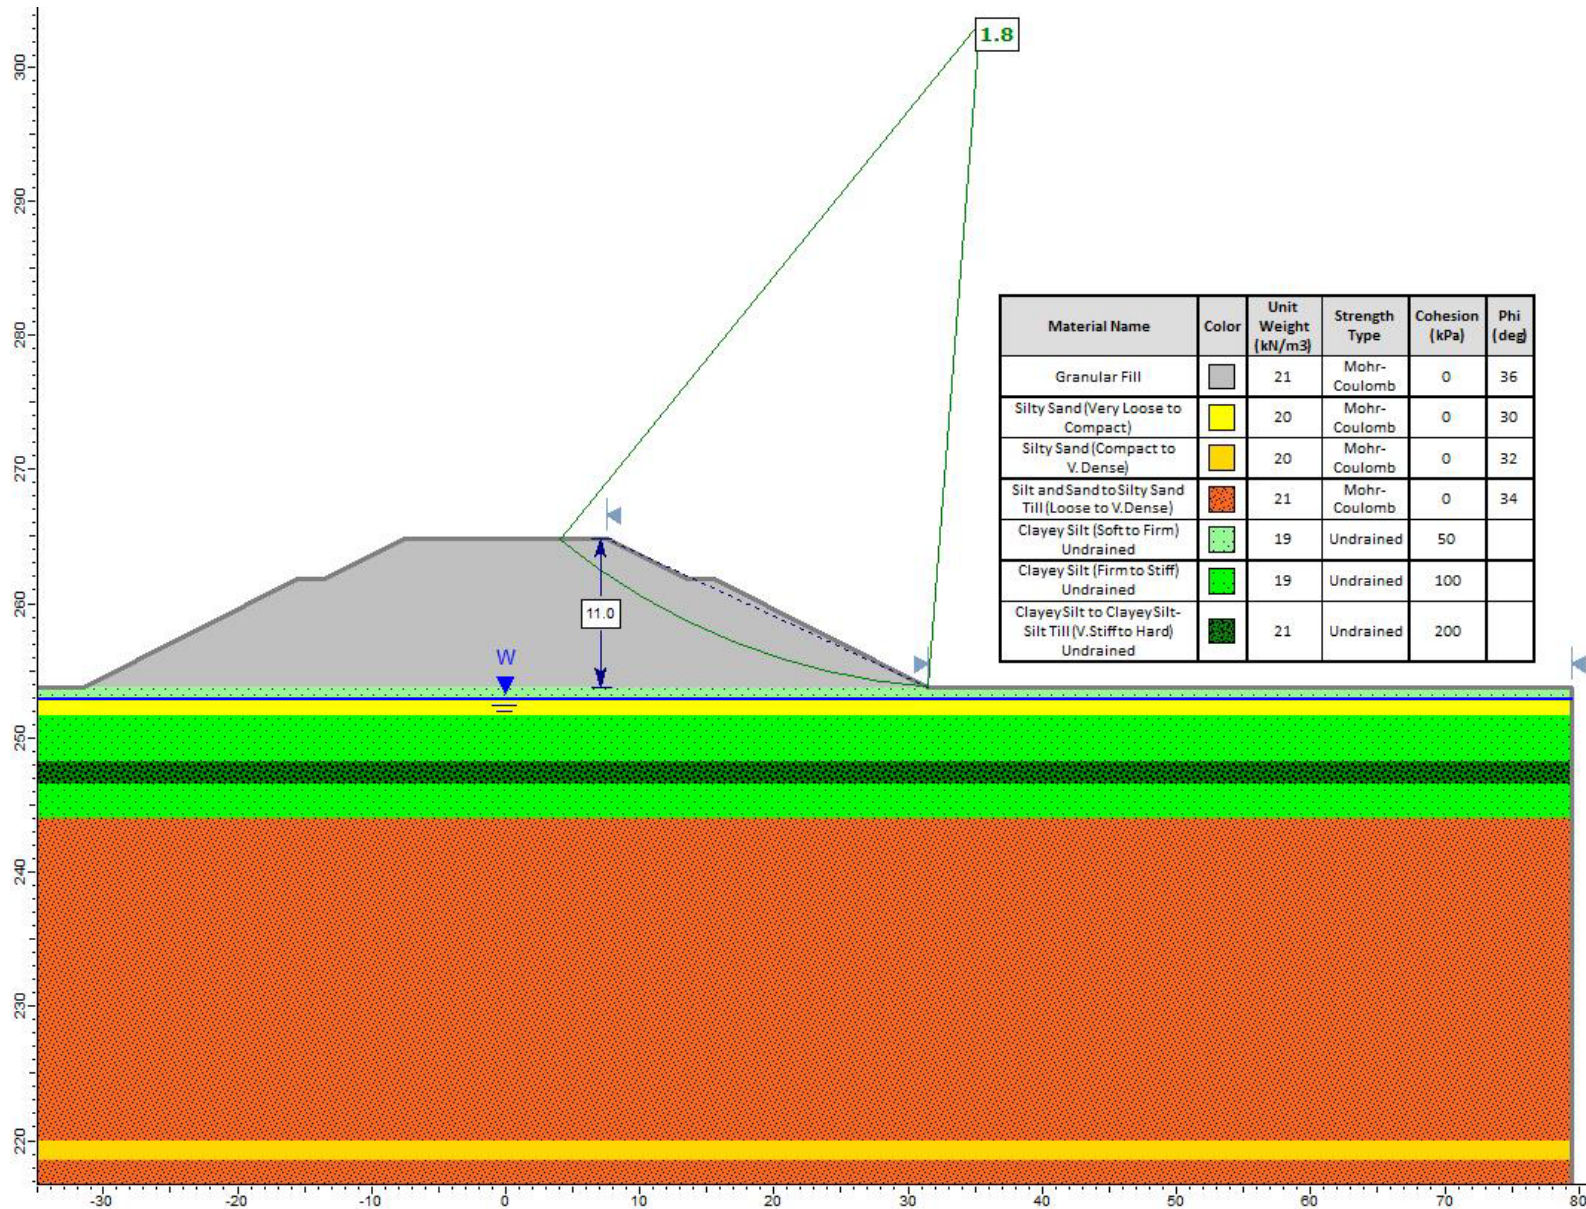 1.8
300
290
280
270
260
250
240
230
220
11.0
W
Material Name Color Unit Weight (kN/m3) Strength Type Cohesion (kPa) Phi (deg)
Granular Fill 21 Mohr-Coulomb 0 36
Silty Sand (Very Loose to Compact) 20 Mohr-Coulomb 0 30
Silty Sand (Compact to V.Dense) 20 Mohr-Coulomb 0 32
Silt and Sand to Silty Sand Till (Loose to V.Dense) 21 Mohr-Coulomb 0 34
Clayey Silt (Soft to Firm) Undrained 19 Undrained 50
Clayey Silt (Firm to Stiff) Undrained 19 Undrained 100
Clayey Silt to Clayey Silt-Silt Till (V.Stiff to Hard) Undrained 21 Undrained 200
-30 -20 -10 0 10 20 30 40 50 60 70 80